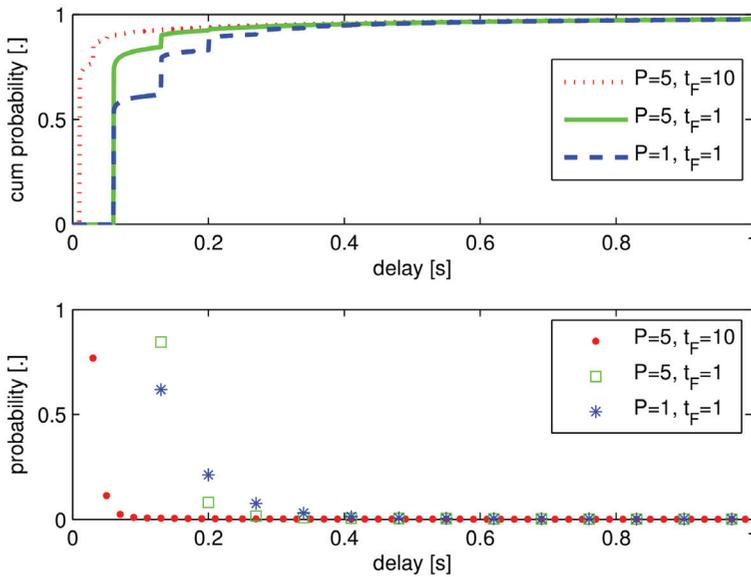 1
0.5
0
cum probability [.]
P=5, t_F=10
P=5, t_F=1
P=1, t_F=1
0 0.2 0.4 0.6 0.8 1
delay [s]
1
0.5
0
probability [.]
P=5, t_F=10
P=5, t_F=1
P=1, t_F=1
0 0.2 0.4 0.6 0.8 1
delay [s]